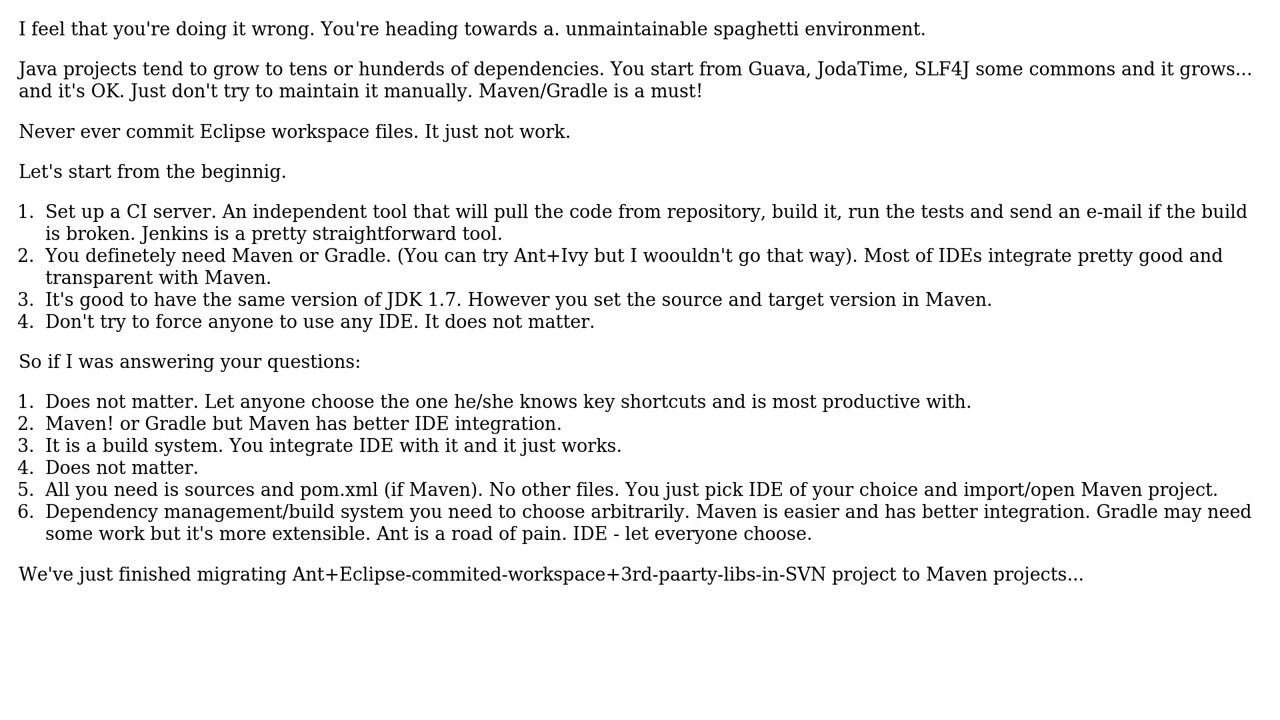 I feel that you're doing it wrong. You're heading towards a. unmaintainable spaghetti environment.
Java projects tend to grow to tens or hunderds of dependencies. You start from Guava, JodaTime, SLF4J some commons and it grows...
and it's OK. Just don't try to maintain it manually. Maven/Gradle is a must!
Never ever commit Eclipse workspace files. It just not work.
Let's start from the beginnig.
1. Set up a CI server. An independent tool that will pull the code from repository, build it, run the tests and send an e-mail if the build
is broken. Jenkins is a pretty straightforward tool.
2. You definetely need Maven or Gradle. (You can try Ant+Ivy but I woouldn't go that way). Most of IDEs integrate pretty good and
transparent with Maven.
3. It's good to have the same version of JDK 1.7. However you set the source and target version in Maven.
4. Don't try to force anyone to use any IDE. It does not matter.
So if I was answering your questions:
1. Does not matter. Let anyone choose the one he/she knows key shortcuts and is most productive with.
2. Maven! or Gradle but Maven has better IDE integration.
3. It is a build system. You integrate IDE with it and it just works.
4. Does not matter.
5. All you need is sources and pom.xml (if Maven). No other files. You just pick IDE of your choice and import/open Maven project.
6. Dependency management/build system you need to choose arbitrarily. Maven is easier and has better integration. Gradle may need
some work but it's more extensible. Ant is a road of pain. IDE - let everyone choose.
We've just finished migrating Ant+Eclipse-commited-workspace+3rd-paarty-libs-in-SVN project to Maven projects...